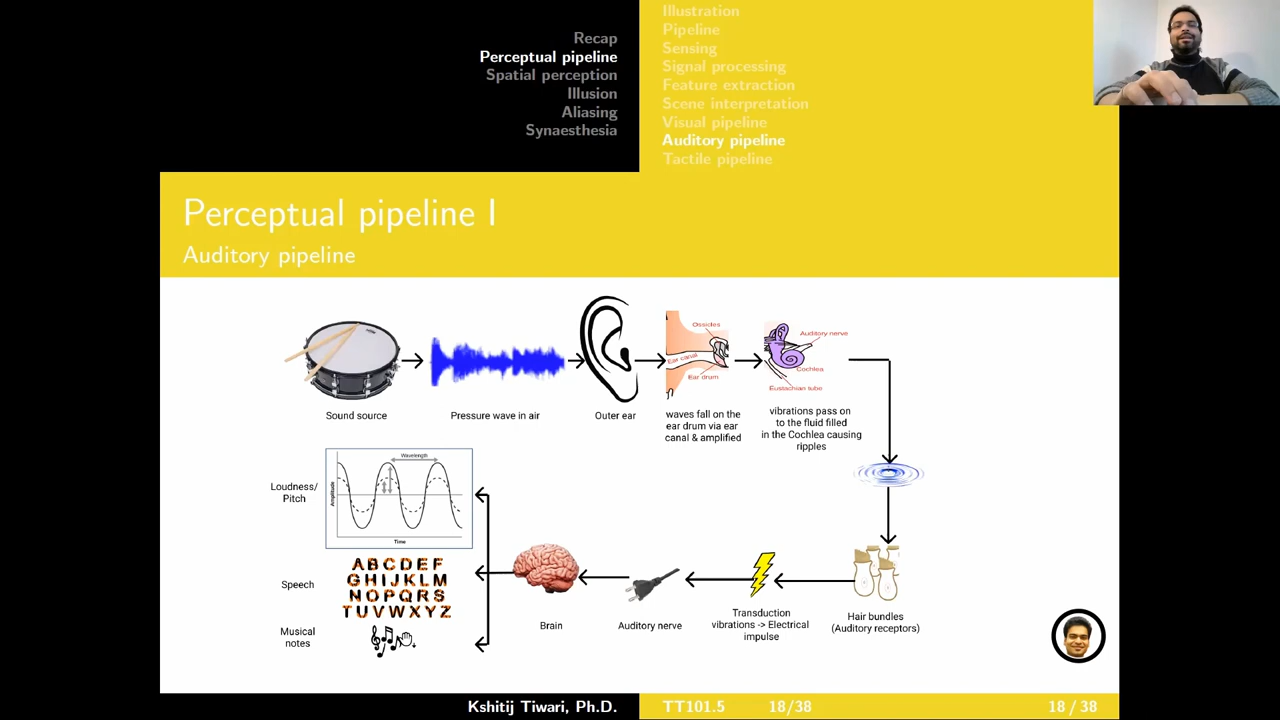 Recap
Perceptual pipeline
Spatial perception
Illusion
Aliasing
Synaesthesia
Illustration
Pipeline
Sensing
Signal processing
Feature extraction
Scene interpretation
Visual pipeline
Auditory pipeline
Tactile pipeline
Perceptual pipeline I
Auditory pipeline
Sound source
Pressure wave in air
Outer ear
Ossicles
Ear canal
Ear drum
waves fall on the
ear drum via ear
canal & amplified
Auditory nerve
Cochlea
Eustachian tube
vibrations pass on
to the fluid filled
in the Cochlea causing
ripples
Hair bundles
(Auditory receptors)
Transduction
vibrations -> Electrical
impulse
Auditory nerve
Brain
Loudness/
Pitch
Wavelength
Amplitude
Time
Speech
ABCDEF
GHIJKLM
NOPQRS
TUVWXYZ
Musical
notes
Kshitij Tiwari, Ph.D.
TT101.5
18/38
18 / 38